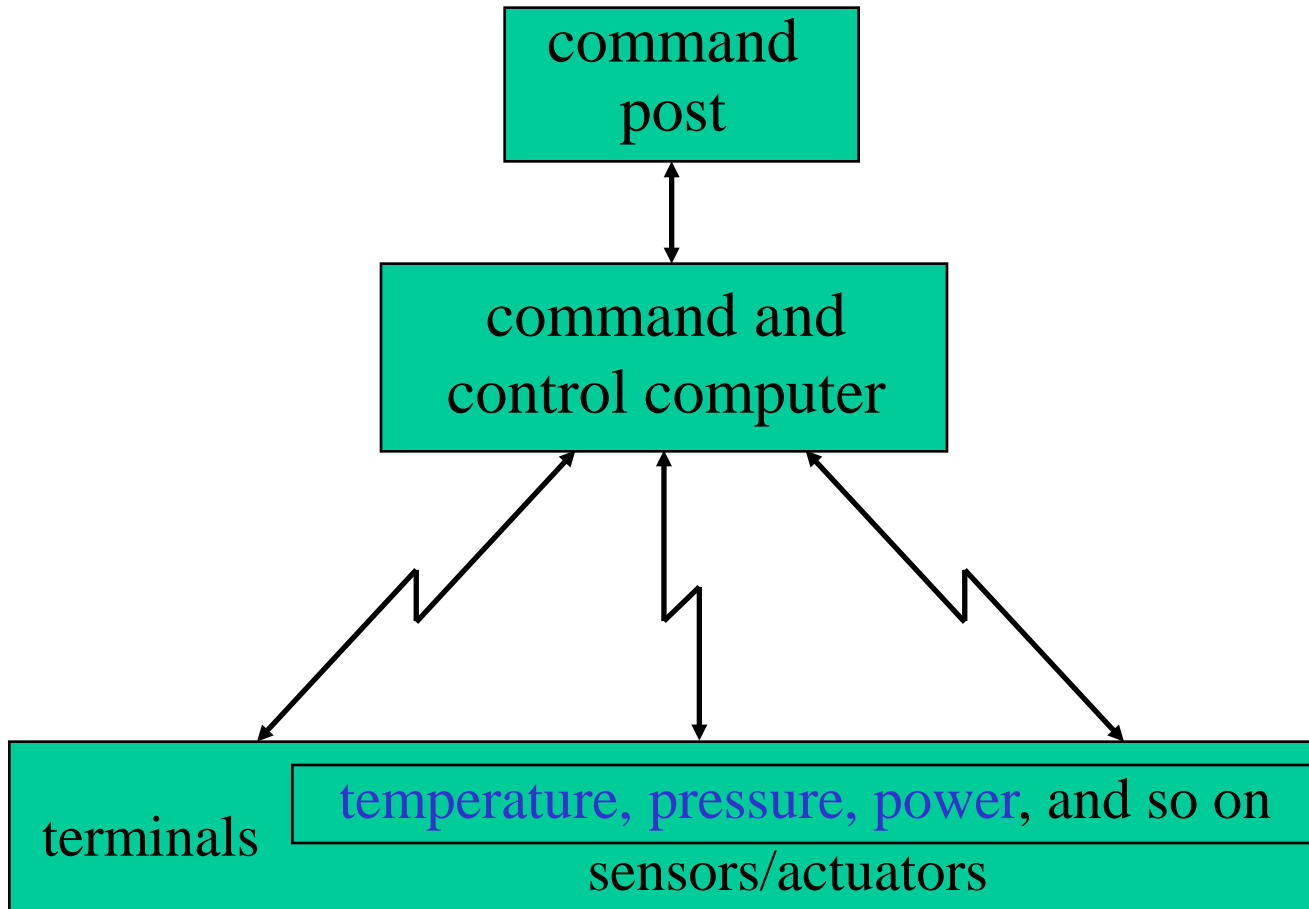 command
post
command and
control computer
temperature, pressure, power, and so on
terminals
sensors/actuators